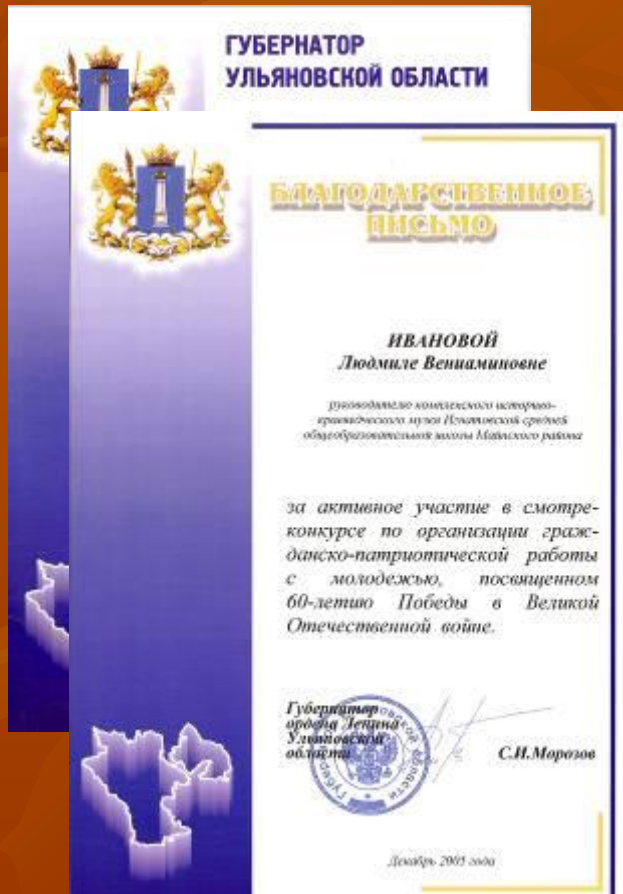 ГУБЕРНАТОР
УЛЬЯНОВСКОЙ ОБЛАСТИ
БЛАГОДАРСТВЕННОЕ
ПИСЬМО
ИВАНОВОЙ
Людмиле Вениаминовне
руководителю комплексного историко-
краеведческого музея Игнатовской средней
общеобразовательной школы Майнского района
за активное участие в смотре-
конкурсе по организации граж-
данско-патриотической работы
с молодежью, посвященном
60-летию Победы в Великой
Отечественной войне.
Губернатор
ордена Ленина
Ульяновской
области
С.И.Морозов
Декабрь 2005 года